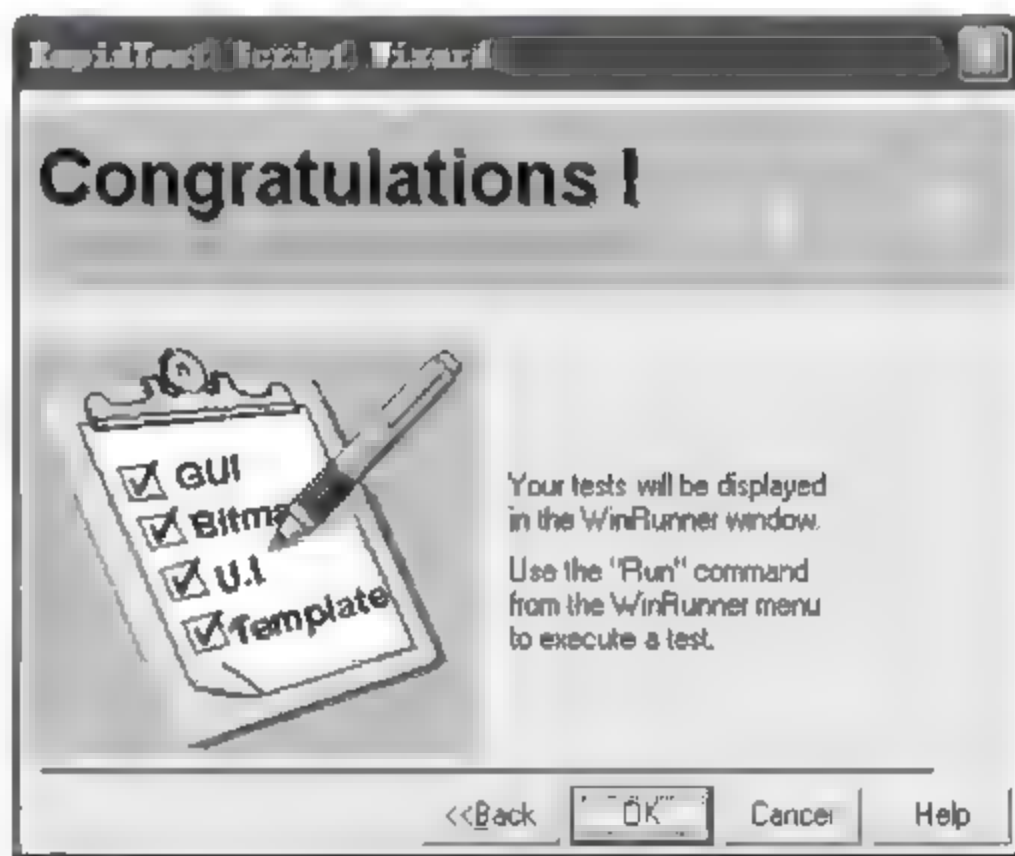 RapidTest Script Wizard
Congratulations !
GUI
Bitma
U.I
Template
Your tests will be displayed
in the WinRunner window.
Use the "Run" command
from the WinRunner menu
to execute a test.
<<Back
OK
Cancel
Help